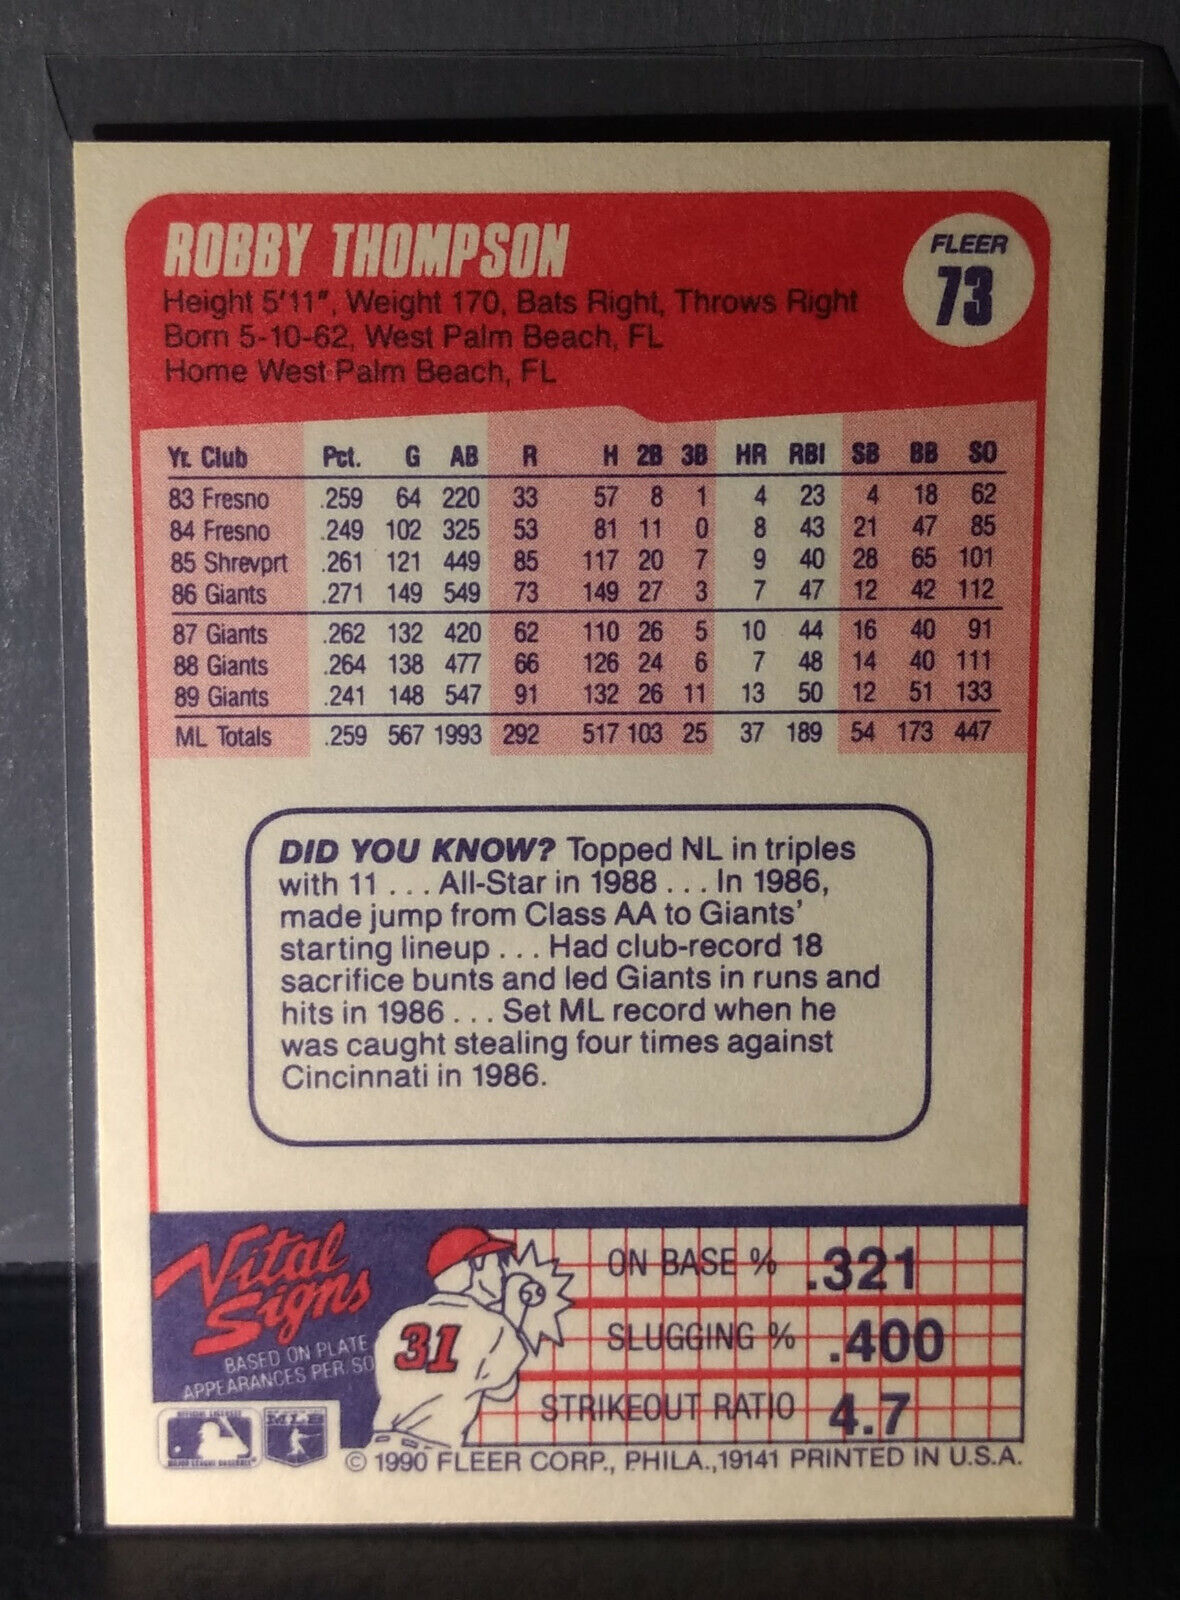 ROBBY THOMPSON
FLEER
73
Height 5'11", Weight 170, Bats Right, Throws Right
Born 5-10-62, West Palm Beach, FL
Home West Palm Beach, FL
Yr. Club Pct. G AB R H 2B 3B HR RBI SB BB SO
83 Fresno .259 64 220 33 57 8 1 4 23 4 18 62
84 Fresno .249 102 325 53 81 11 0 8 43 21 47 85
85 Shrevprt .261 121 449 85 117 20 7 9 40 28 65 101
86 Giants .271 149 549 73 149 27 3 7 47 12 42 112
87 Giants .262 132 420 62 110 26 5 10 44 16 40 91
88 Giants .264 138 477 66 126 24 6 7 48 14 40 111
89 Giants .241 148 547 91 132 26 11 13 50 12 51 133
ML Totals .259 567 1993 292 517 103 25 37 189 54 173 447
DID YOU KNOW? Topped NL in triples
with 11 . . . All-Star in 1988 . . . In 1986,
made jump from Class AA to Giants'
starting lineup . . . Had club-record 18
sacrifice bunts and led Giants in runs and
hits in 1986 . . . Set ML record when he
was caught stealing four times against
Cincinnati in 1986.
Vital
Signs
BASED ON PLATE
APPEARANCES PER SO
31
ON BASE % .321
SLUGGING % .400
STRIKEOUT RATIO 4.7
OFFICIAL LICENSEE
MAJOR LEAGUE BASEBALL
MLB
© 1990 FLEER CORP., PHILA., 19141 PRINTED IN U.S.A.